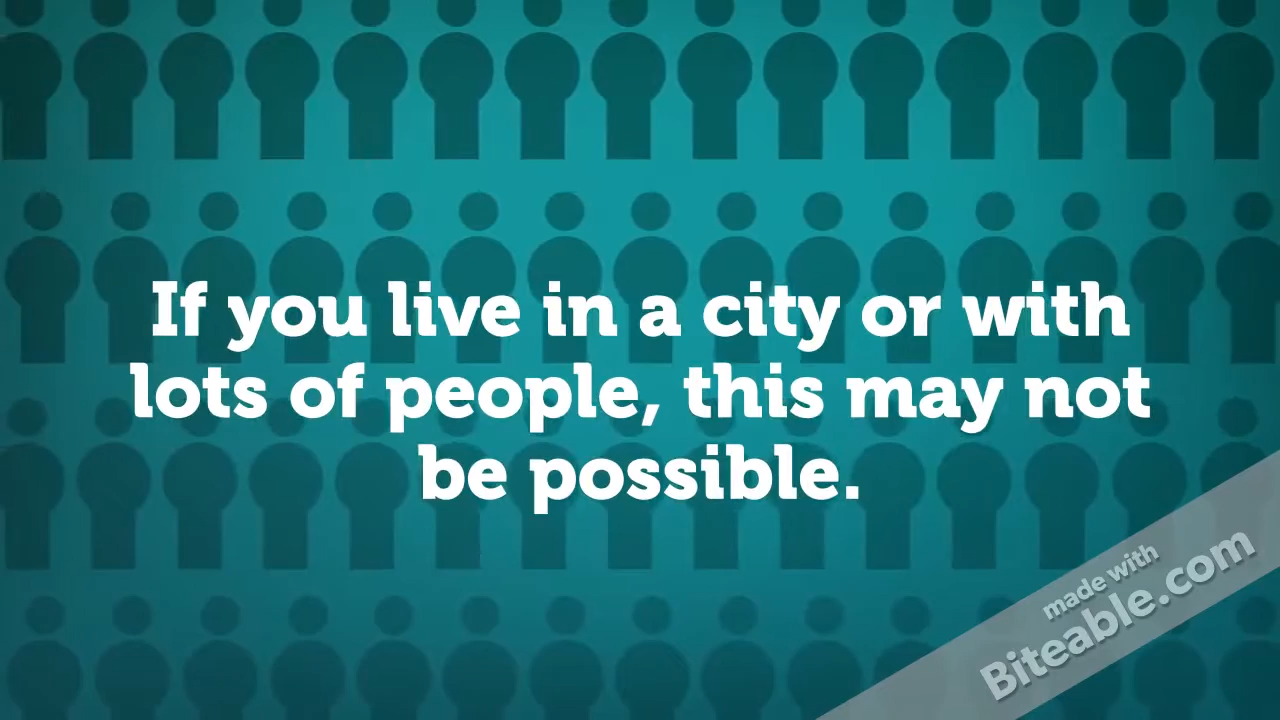 If you live in a city or with
lots of people, this may not
be possible.
made with
Biteable.com